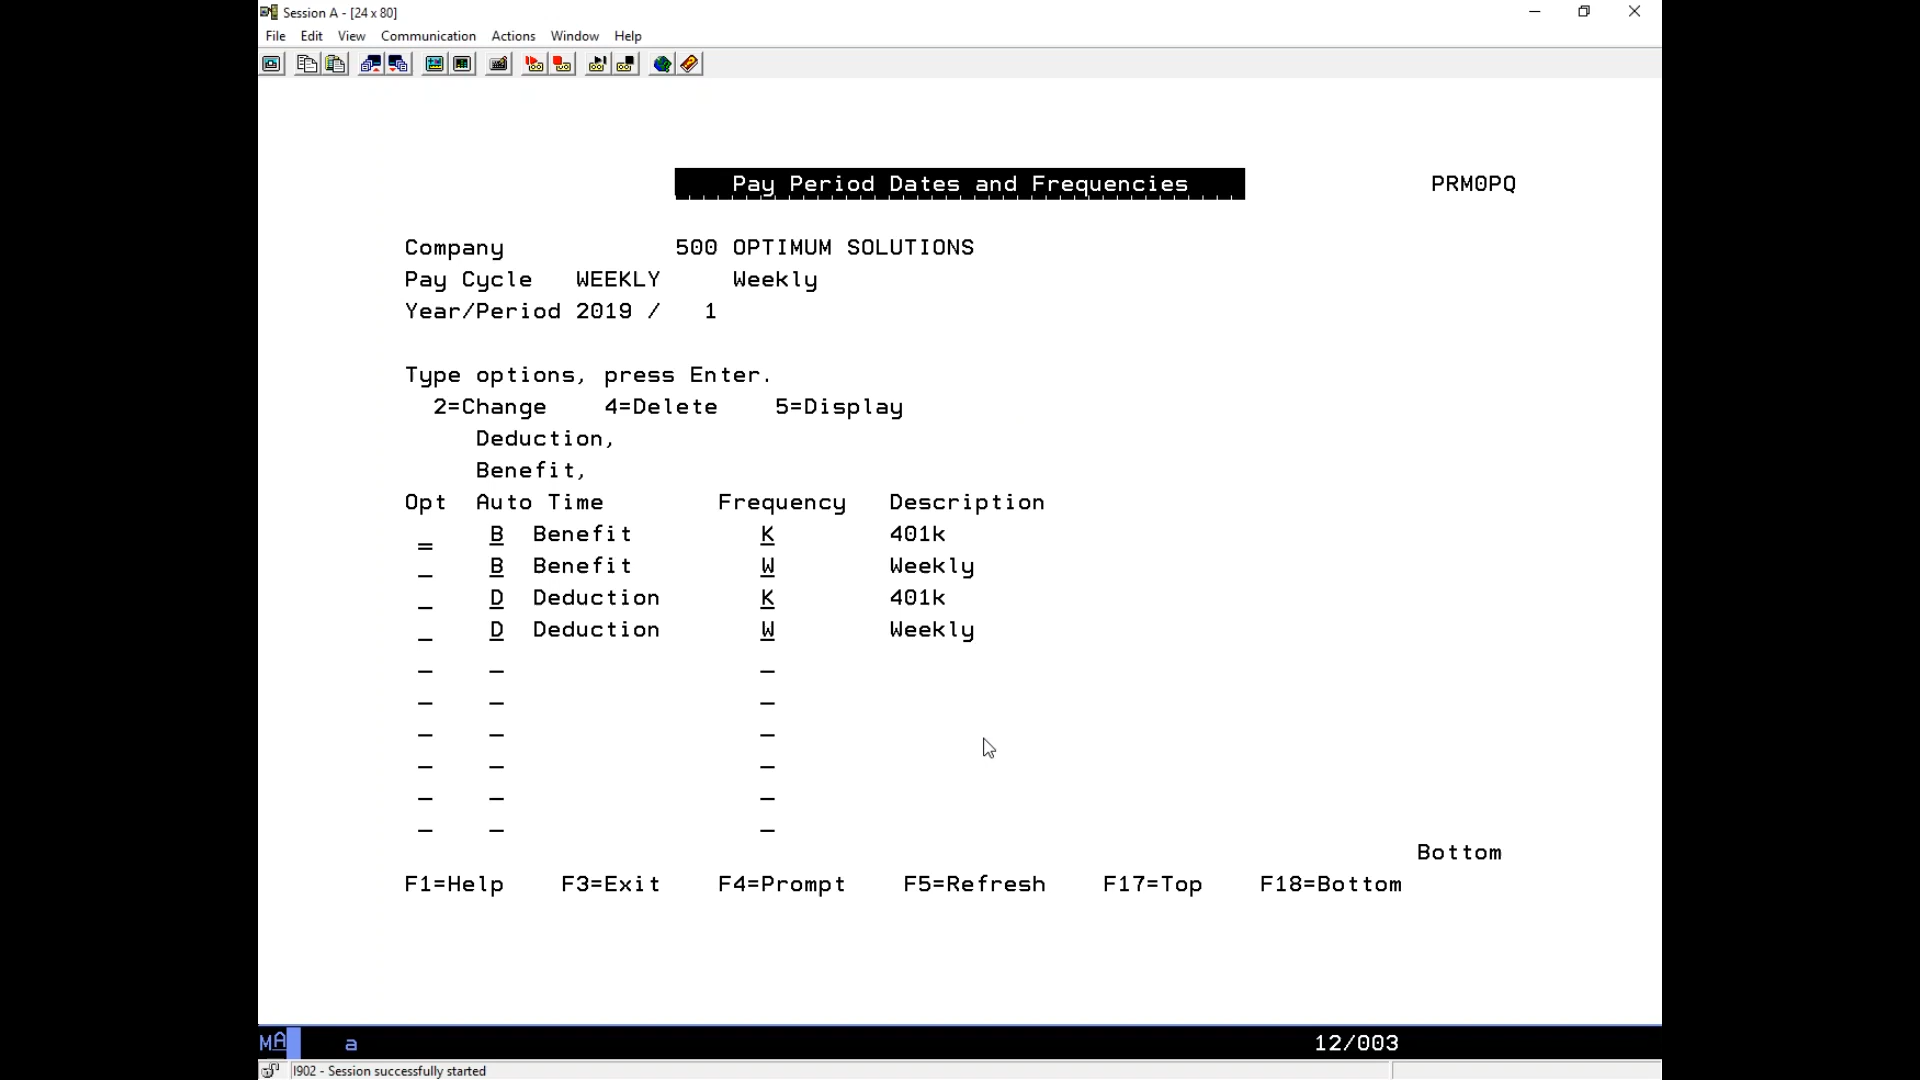 Session A - [24 x 80]
File Edit View Communication Actions Window Help
Pay Period Dates and Frequencies PRM0PQ
Company 500 OPTIMUM SOLUTIONS
Pay Cycle WEEKLY Weekly
Year/Period 2019 / 1
Type options, press Enter.
2=Change 4=Delete 5=Display
Deduction,
Benefit,
Opt Auto Time Frequency Description
_ B Benefit K 401k
_ B Benefit W Weekly
_ D Deduction K 401k
_ D Deduction W Weekly
_ _ _
_ _ _
_ _ _
_ _ _
_ _ _
_ _ _
Bottom
F1=Help F3=Exit F4=Prompt F5=Refresh F17=Top F18=Bottom
MA a 12/003
I902 - Session successfully started